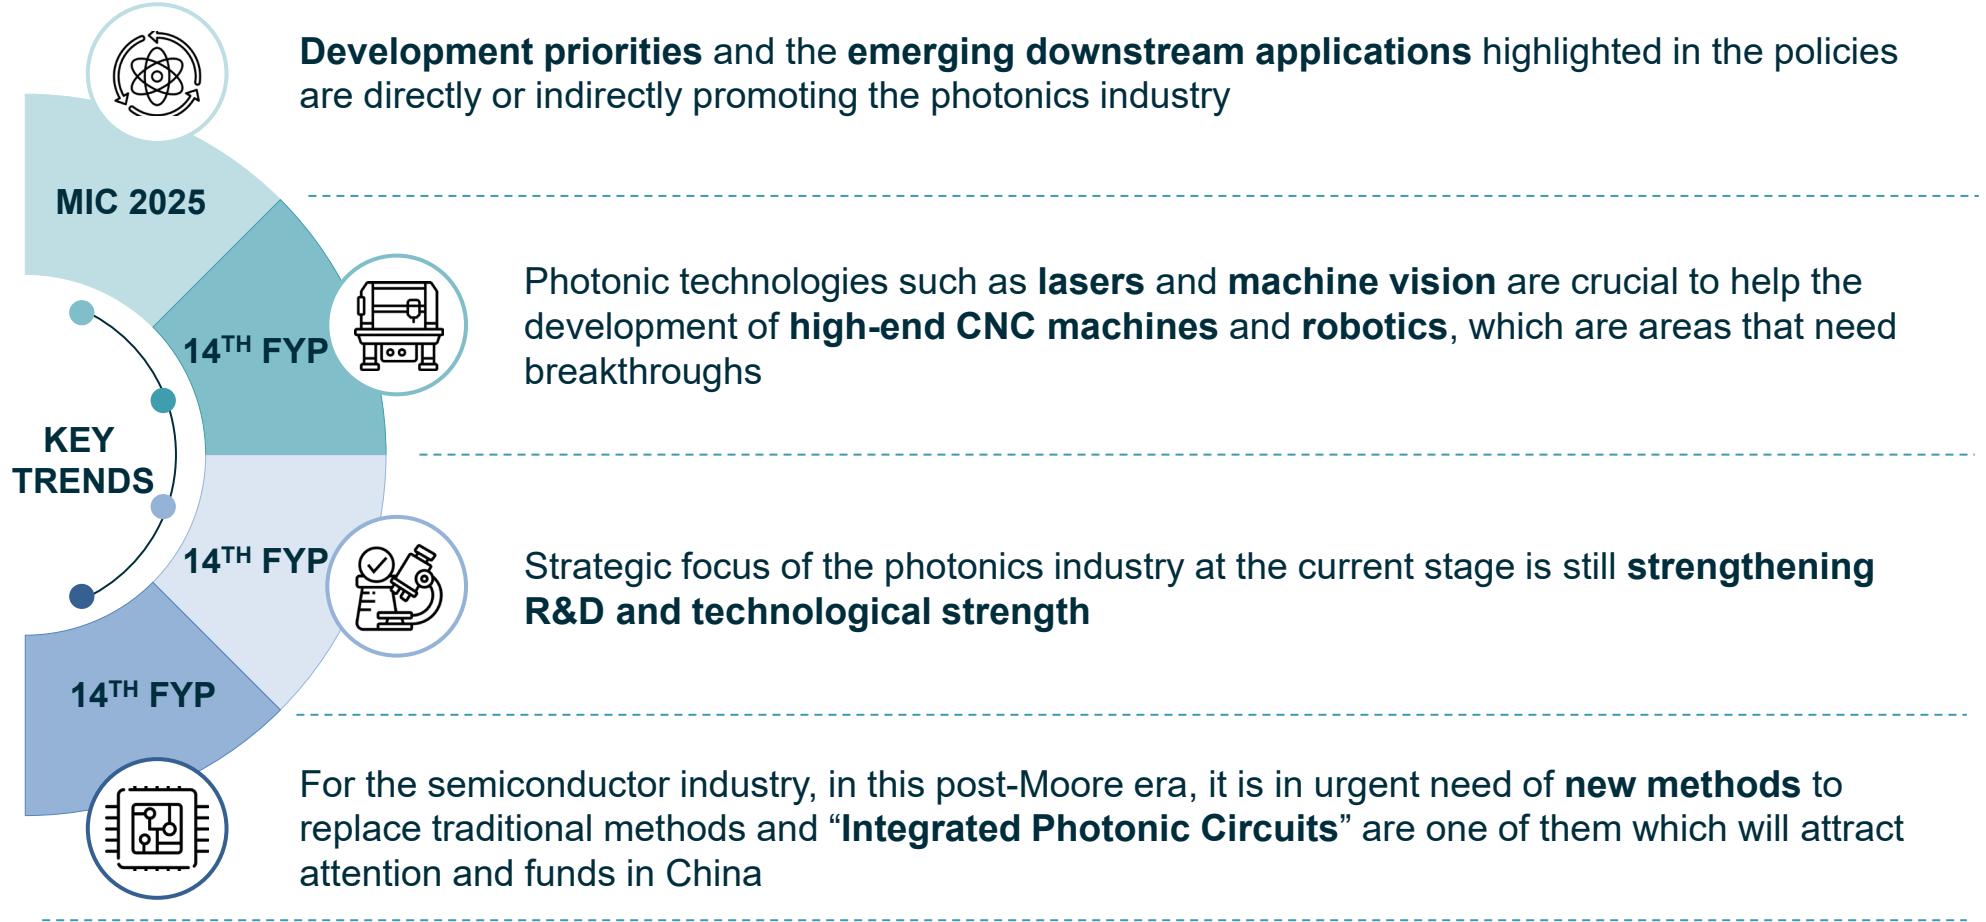 Development priorities and the emerging downstream applications highlighted in the policies
are directly or indirectly promoting the photonics industry
MIC 2025
Photonic technologies such as lasers and machine vision are crucial to help the
development of high-end CNC machines and robotics, which are areas that need
breakthroughs
14TH FYP
KEY
TRENDS
Strategic focus of the photonics industry at the current stage is still strengthening
R&D and technological strength
14TH FYP
14TH FYP
For the semiconductor industry, in this post-Moore era, it is in urgent need of new methods to
replace traditional methods and “Integrated Photonic Circuits” are one of them which will attract
attention and funds in China